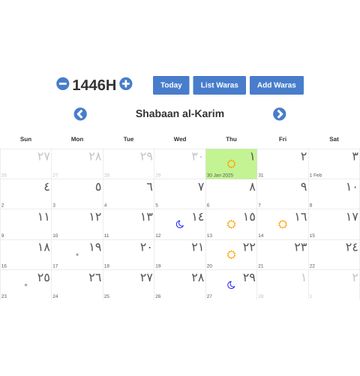 1446H Today List Waras Add Waras
Shabaan al-Karim
Sun Mon Tue Wed Thu Fri Sat
٢٧ ٢٨ ٢٩ ٣٠ ١ ٢ ٣
26 27 28 29 30 Jan 2025 31 1 Feb
٤ ٥ ٦ ٧ ٨ ٩ ١٠
2 3 4 5 6 7 8
١١ ١٢ ١٣ ١٤ ١٥ ١٦ ١٧
9 10 11 12 13 14 15
١٨ ١٩ ٢٠ ٢١ ٢٢ ٢٣ ٢٤
16 17 18 19 20 21 22
٢٥ ٢٦ ٢٧ ٢٨ ٢٩ ١ ٢
23 24 25 26 27 28